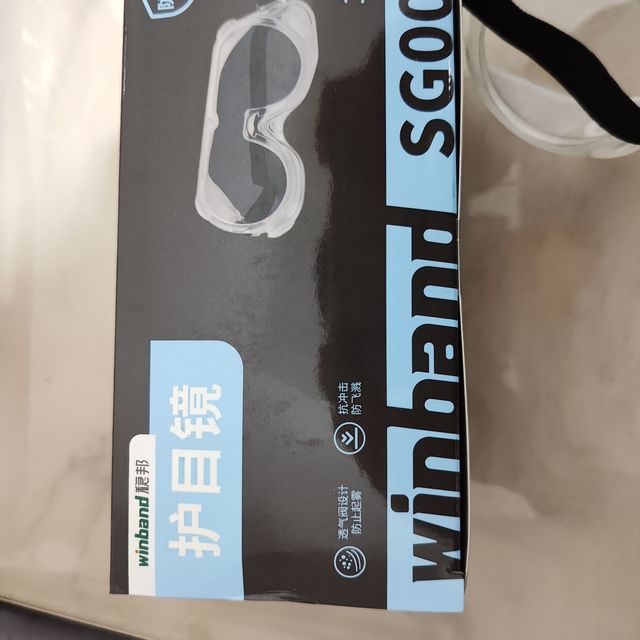 winband 稳邦
护目镜
透气阀设计
防止起雾
抗冲击
防飞溅
winband SG00